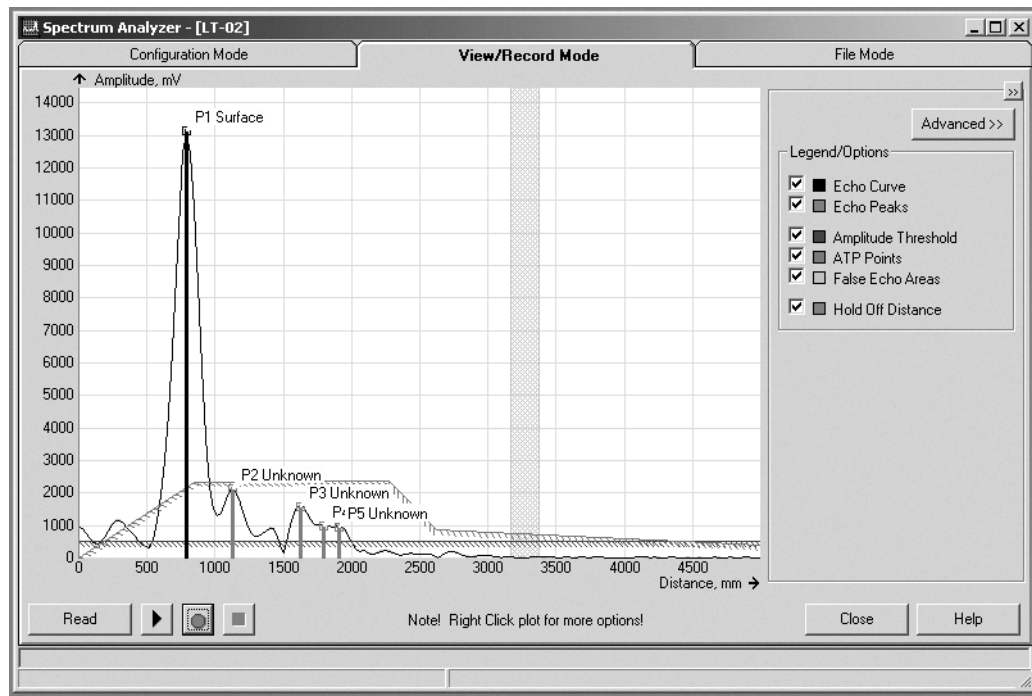 Spectrum Analyzer - [LT-02]
Configuration Mode
View/Record Mode
File Mode
Amplitude, mV
14000
13000
12000
11000
10000
9000
8000
7000
6000
5000
4000
3000
2000
1000
0
P1 Surface
P2 Unknown
P3 Unknown
P4 P5 Unknown
0 500 1000 1500 2000 2500 3000 3500 4000 4500
Distance, mm
>>
Advanced >>
Legend/Options
Echo Curve
Echo Peaks
Amplitude Threshold
ATP Points
False Echo Areas
Hold Off Distance
Read
Note! Right Click plot for more options!
Close
Help